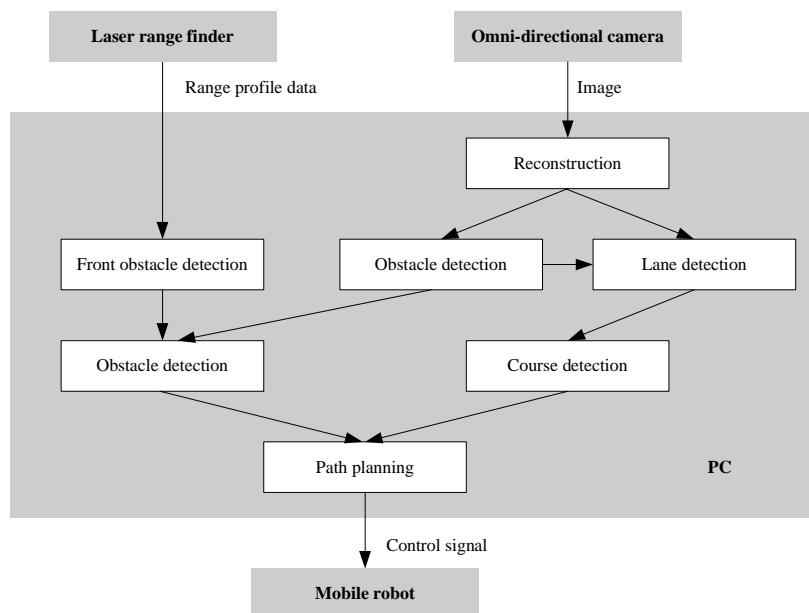 Laser range finder
Omni-directional camera
Range profile data
Image
Reconstruction
Front obstacle detection
Obstacle detection
Lane detection
Obstacle detection
Course detection
Path planning
PC
Control signal
Mobile robot